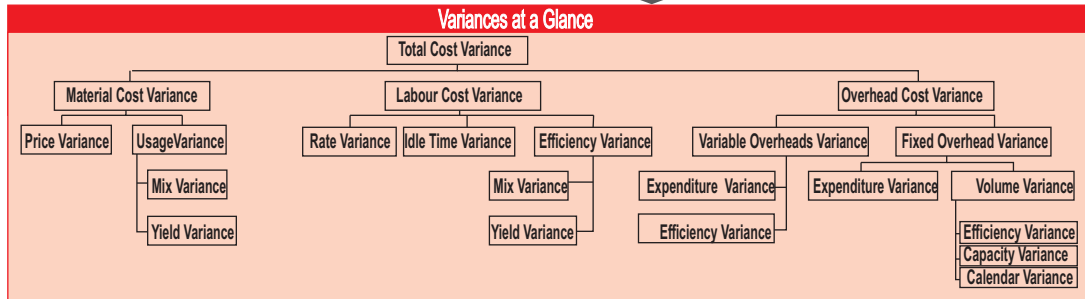 Variances at a Glance
Total Cost Variance
Material Cost Variance
Labour Cost Variance
Overhead Cost Variance
Price Variance
UsageVariance
Rate Variance
Idle Time Variance
Efficiency Variance
Variable Overheads Variance
Fixed Overhead Variance
Mix Variance
Mix Variance
Expenditure Variance
Expenditure Variance
Volume Variance
Yield Variance
Yield Variance
Efficiency Variance
Efficiency Variance
Capacity Variance
Calendar Variance